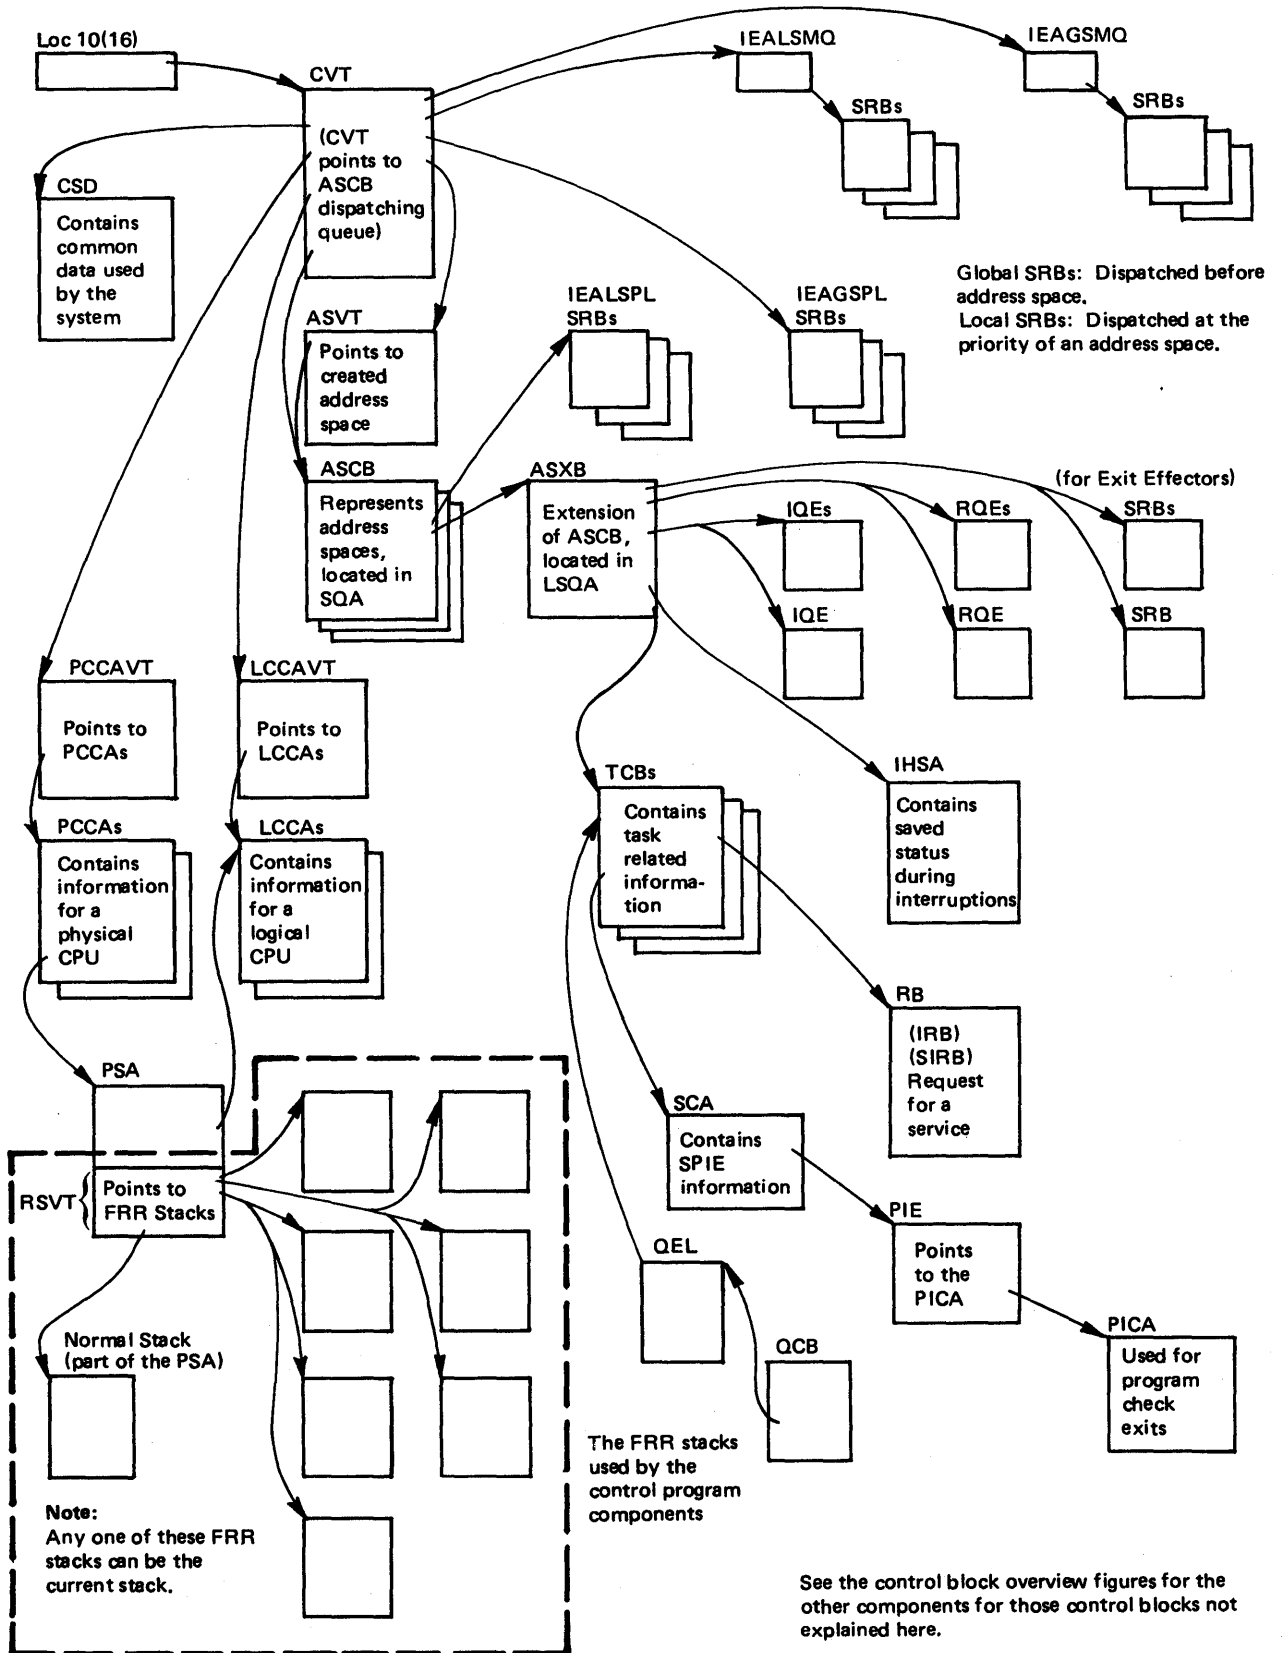 Loc 10(16)
CVT
(CVT
points to
ASCB
dispatching
queue)
IEALSMQ
SRBs
IEAGSMQ
SRBs
CSD
Contains
common
data used
by the
system
Global SRBs: Dispatched before
address space.
Local SRBs: Dispatched at the
priority of an address space.
ASVT
Points to
created
address
space
IEALSPL
SRBs
IEAGSPL
SRBs
ASCB
Represents
address
spaces,
located in
SQA
ASXB
Extension
of ASCB,
located in
LSQA
(for Exit Effectors)
IQEs
RQEs
SRBs
IQE
RQE
SRB
PCCAVT
Points to
PCCAs
LCCAVT
Points to
LCCAs
TCBs
Contains
task
related
informa-
tion
IHSA
Contains
saved
status
during
interruptions
PCCAs
Contains
information
for a
physical
CPU
LCCAs
Contains
information
for a
logical
CPU
RB
(IRB)
(SIRB)
Request
for a
service
PSA
RSVT
Points to
FRR Stacks
SCA
Contains
SPIE
information
PIE
Points
to the
PICA
QEL
QCB
PICA
Used for
program
check
exits
Normal Stack
(part of the PSA)
The FRR stacks
used by the
control program
components
Note:
Any one of these FRR
stacks can be the
current stack.
See the control block overview figures for the
other components for those control blocks not
explained here.